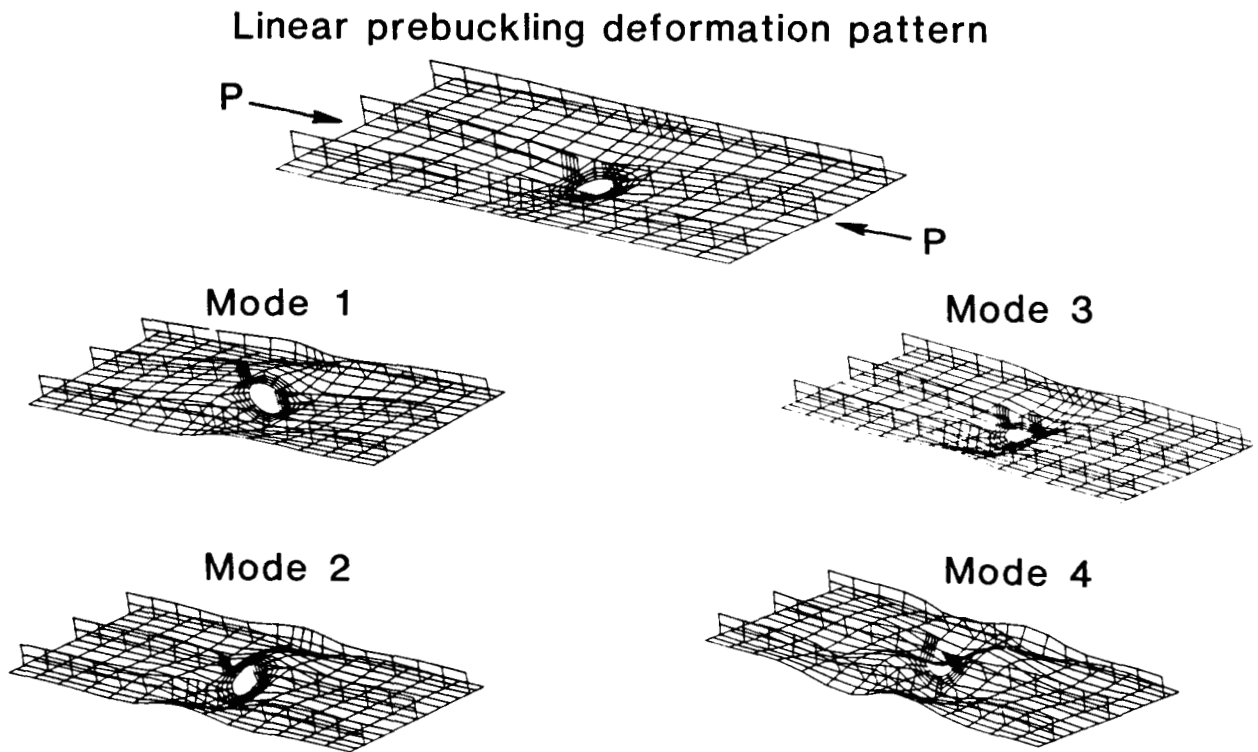 Linear prebuckling deformation pattern
P
P
Mode 1
Mode 3
Mode 2
Mode 4